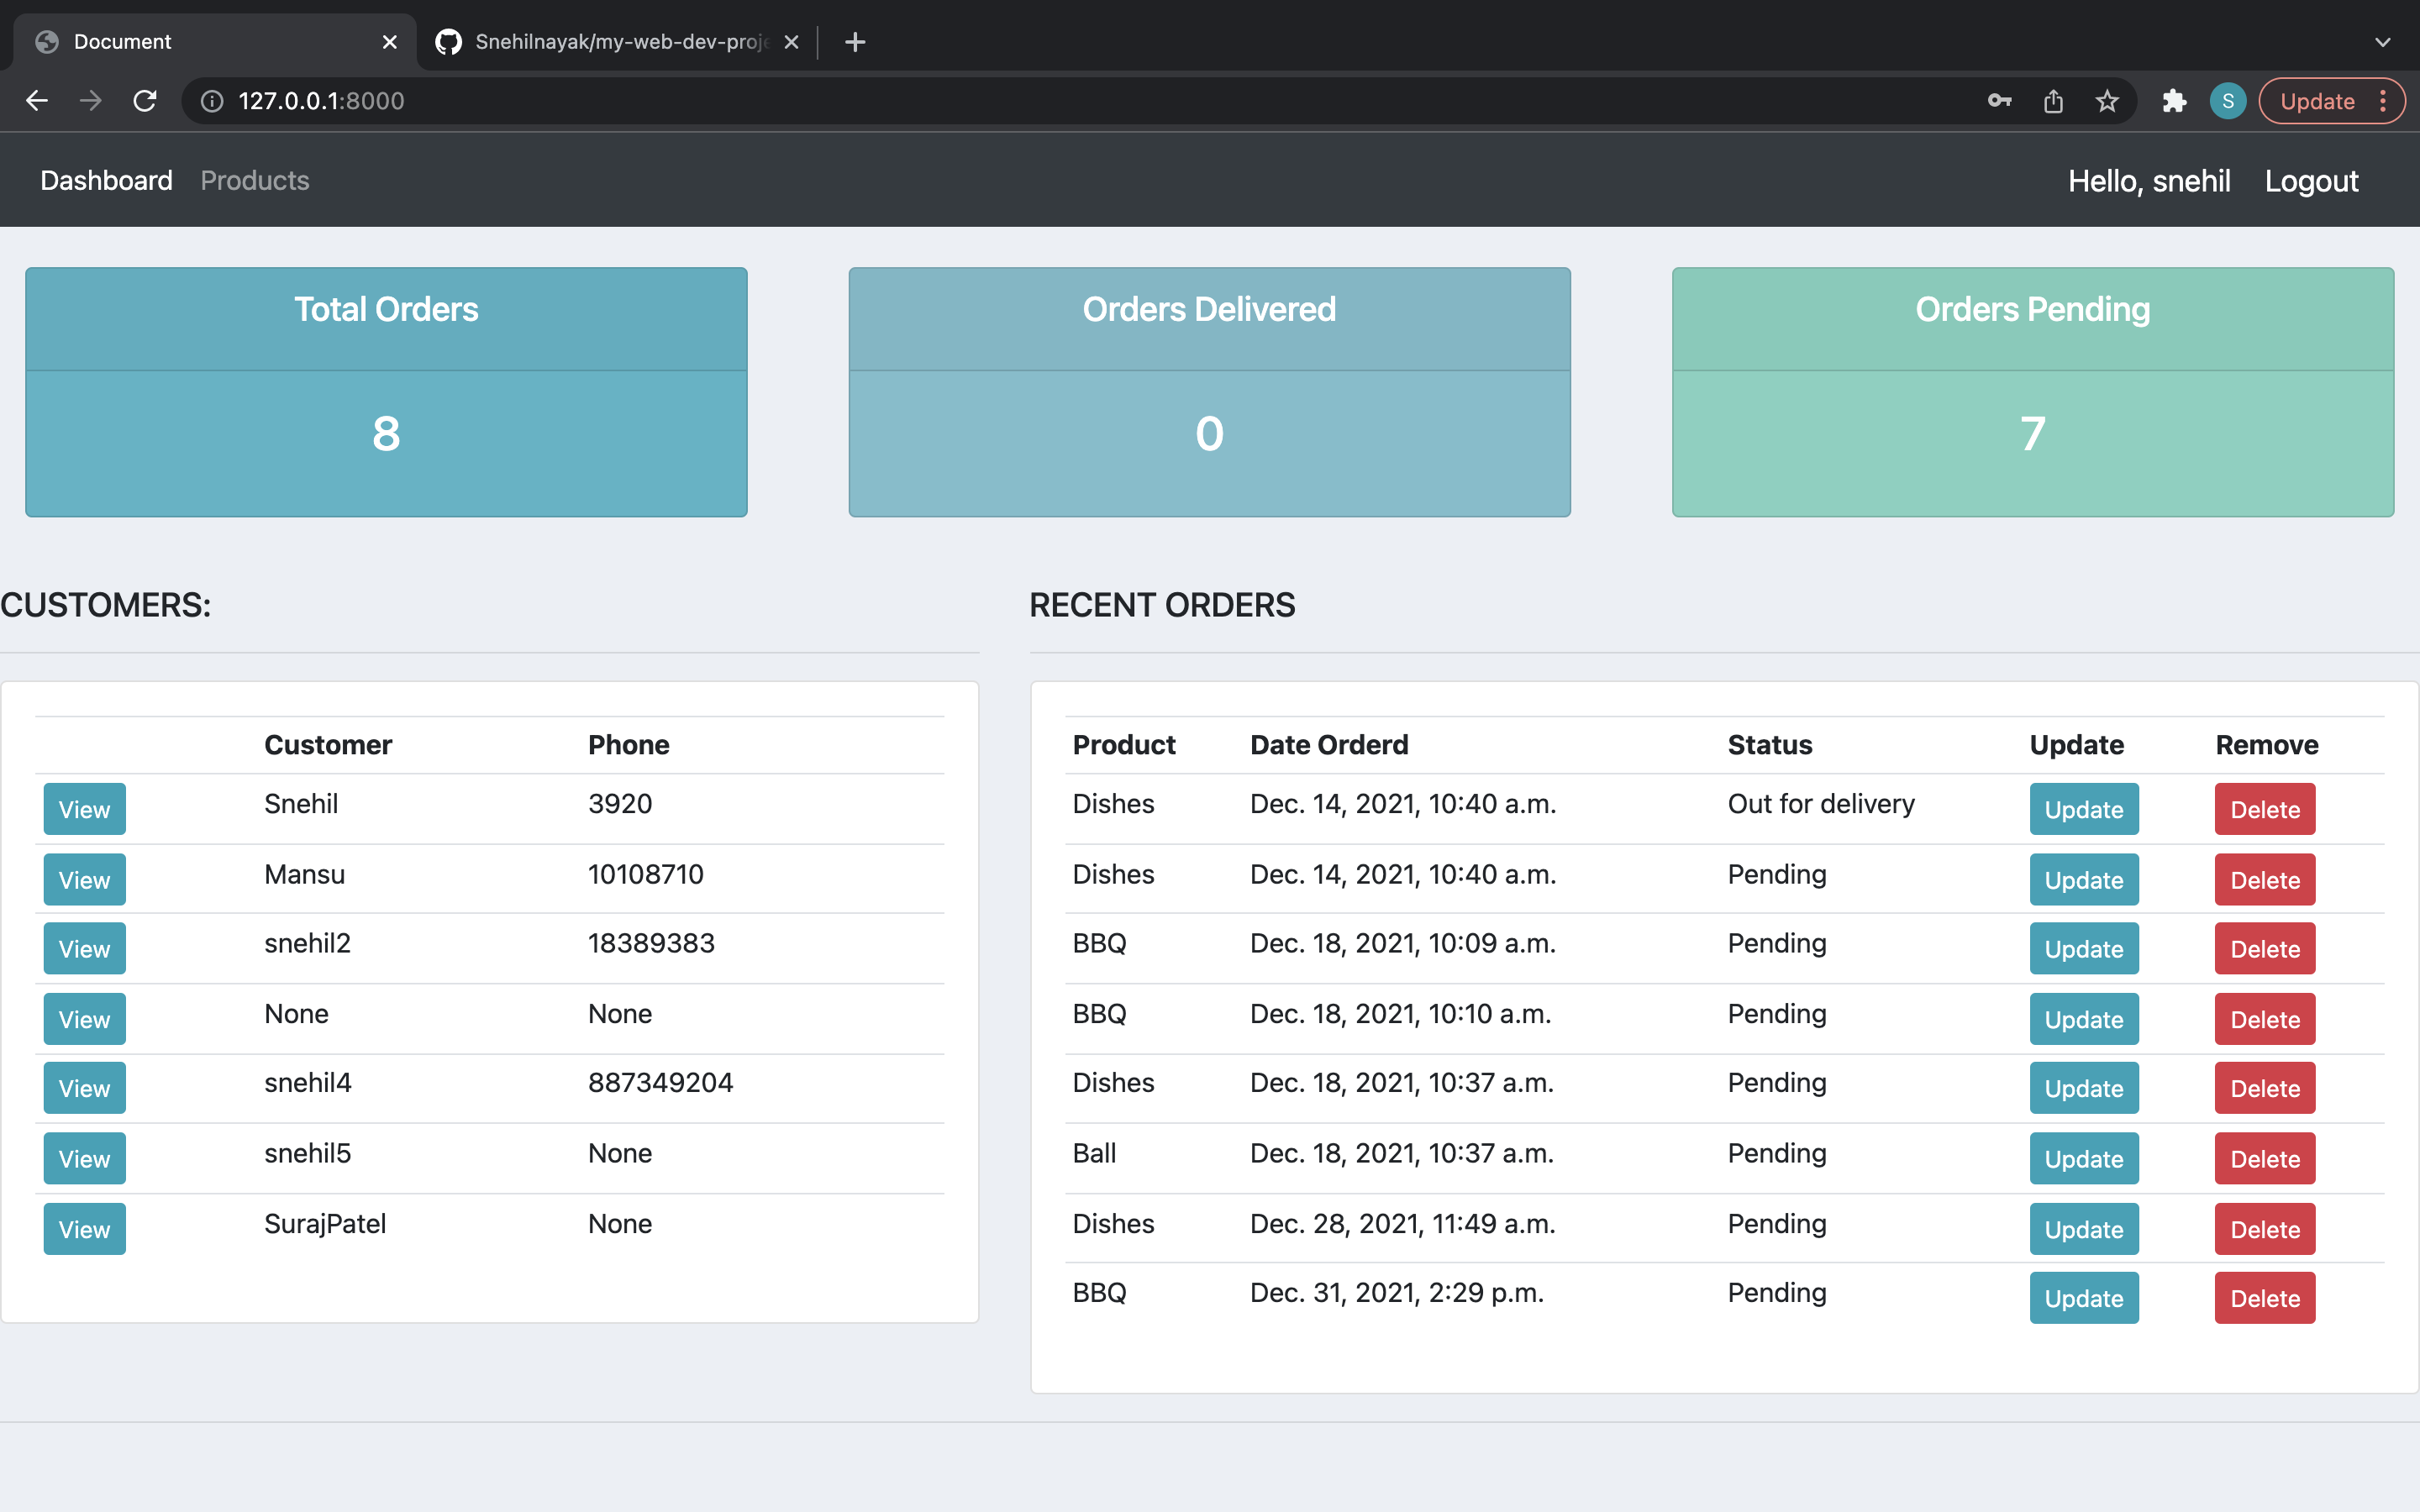 Document
Snehilnayak/my-web-dev-proje
127.0.0.1:8000
S
Update
Dashboard Products Hello, snehil Logout
Total Orders Orders Delivered Orders Pending
8 0 7
CUSTOMERS:
Customer Phone
View Snehil 3920
View Mansu 10108710
View snehil2 18389383
View None None
View snehil4 887349204
View snehil5 None
View SurajPatel None
RECENT ORDERS
Product Date Orderd Status Update Remove
Dishes Dec. 14, 2021, 10:40 a.m. Out for delivery Update Delete
Dishes Dec. 14, 2021, 10:40 a.m. Pending Update Delete
BBQ Dec. 18, 2021, 10:09 a.m. Pending Update Delete
BBQ Dec. 18, 2021, 10:10 a.m. Pending Update Delete
Dishes Dec. 18, 2021, 10:37 a.m. Pending Update Delete
Ball Dec. 18, 2021, 10:37 a.m. Pending Update Delete
Dishes Dec. 28, 2021, 11:49 a.m. Pending Update Delete
BBQ Dec. 31, 2021, 2:29 p.m. Pending Update Delete